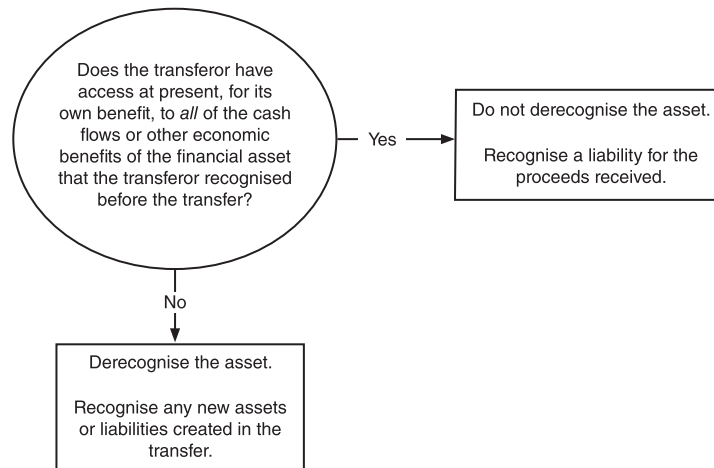 Does the transferor have
access at present, for its
own benefit, to all of the cash
flows or other economic
benefits of the financial asset
that the transferor recognised
before the transfer?
Yes
Do not derecognise the asset.
Recognise a liability for the
proceeds received.
No
Derecognise the asset.
Recognise any new assets
or liabilities created in the
transfer.